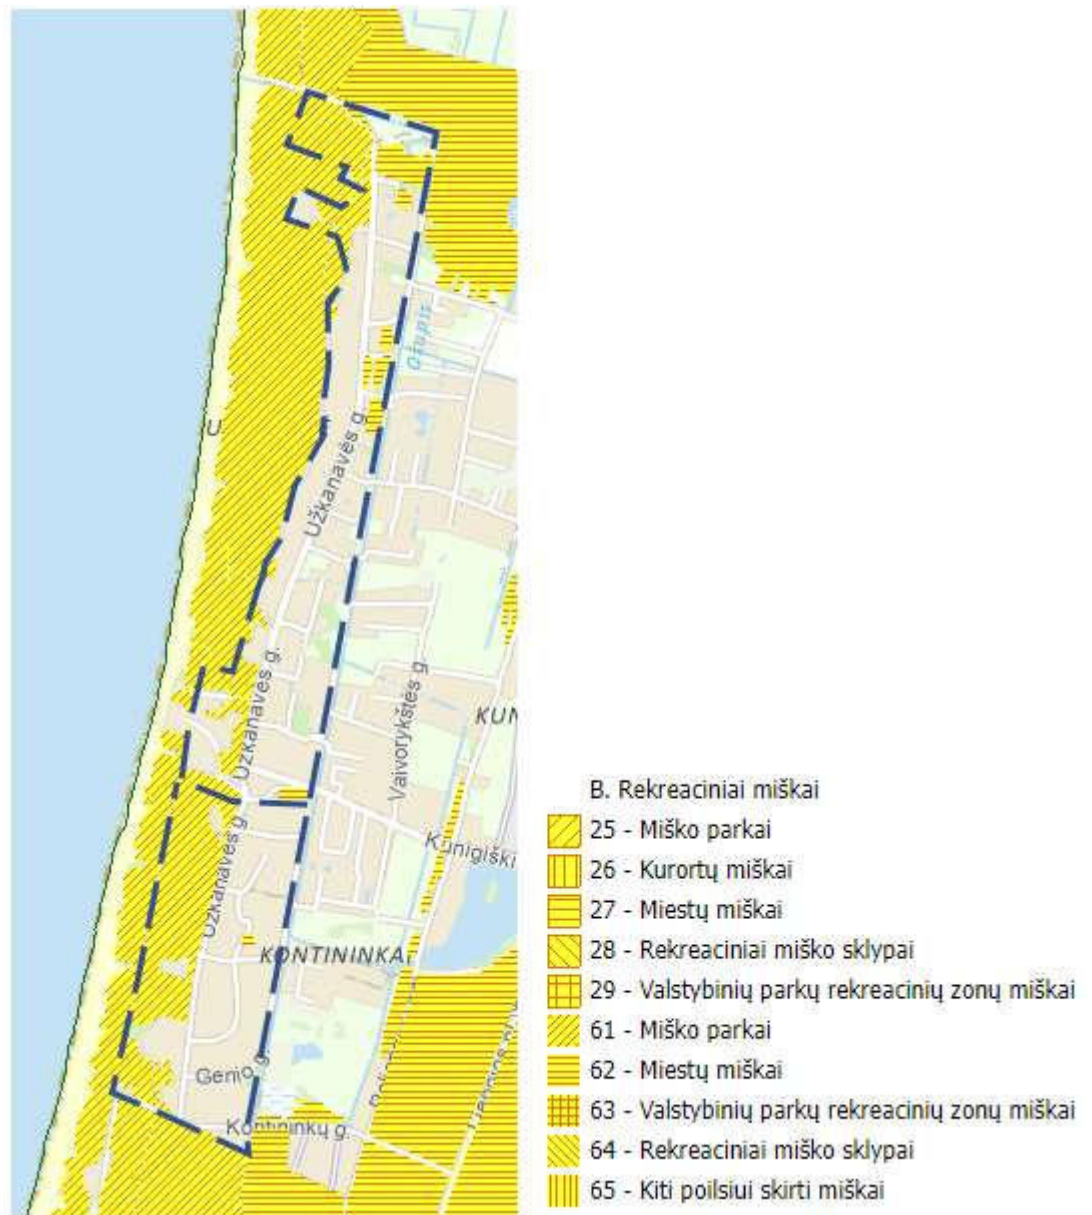 Ošupis
U
Užkanavės g.
Užkanavės g.
Vaivorykštės g.
KUN
Užkanavės g.
Kunigiški
KONTININKAI
Genio g.
Kontininkų g.
B. Rekreaciniai miškai
25 - Miško parkai
26 - Kurortų miškai
27 - Miestų miškai
28 - Rekreaciniai miško sklypai
29 - Valstybinių parkų rekreacinių zonų miškai
61 - Miško parkai
62 - Miestų miškai
63 - Valstybinių parkų rekreacinių zonų miškai
64 - Rekreaciniai miško sklypai
65 - Kiti poilsiui skirti miškai